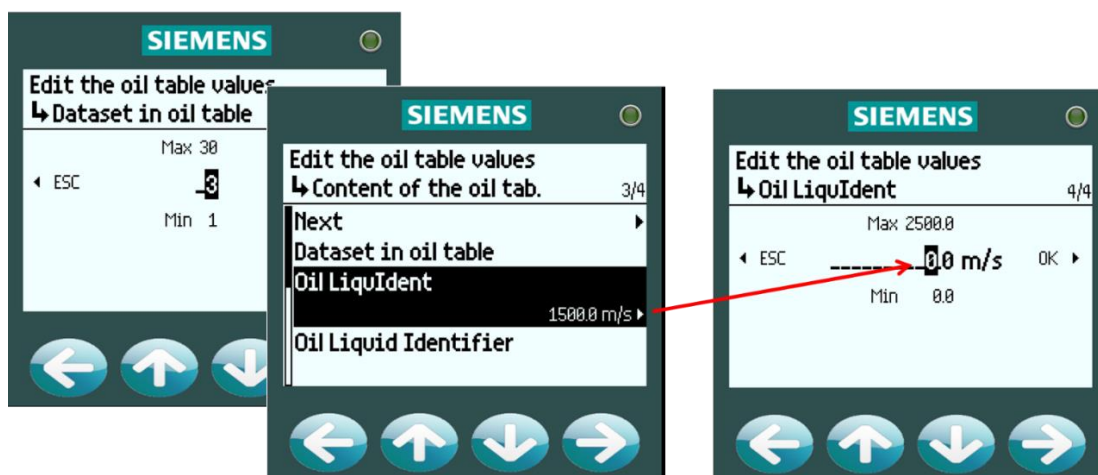 SIEMENS
Edit the oil table values
↳Dataset in oil table
Max 30
◂ ESC _3
Min 1
SIEMENS
Edit the oil table values
↳Content of the oil tab. 3/4
Next ▸
Dataset in oil table
Oil LiquIdent
1500.0 m/s ▸
Oil Liquid Identifier
SIEMENS
Edit the oil table values
↳Oil LiquIdent 4/4
Max 2500.0
◂ ESC _________0.0 m/s OK ▸
Min 0.0